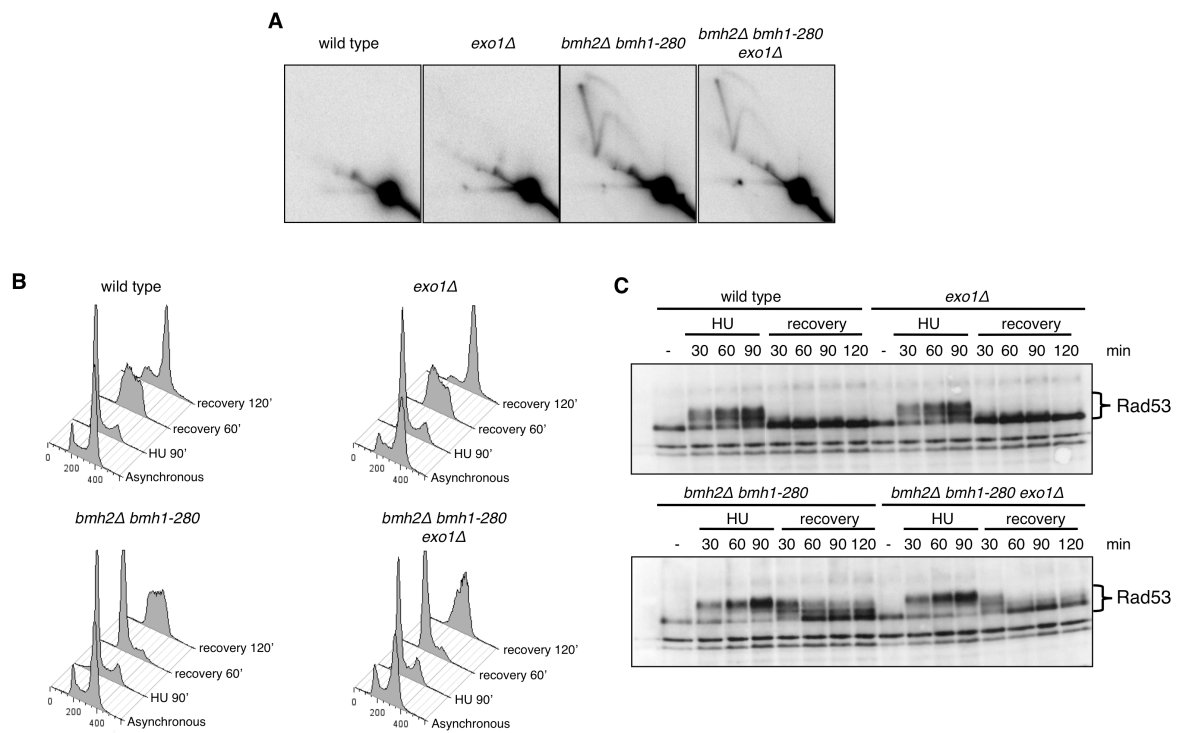 A
wild type
exo1Δ
bmh2Δ bmh1-280
bmh2Δ bmh1-280
exo1Δ
B
wild type
recovery 120’
recovery 60’
HU 90’
Asynchronous
0
200
400
exo1Δ
recovery 120’
recovery 60’
HU 90’
Asynchronous
0
200
400
bmh2Δ bmh1-280
recovery 120’
recovery 60’
HU 90’
Asynchronous
0
200
400
bmh2Δ bmh1-280
exo1Δ
recovery 120’
recovery 60’
HU 90’
Asynchronous
0
200
400
C
wild type exo1Δ
HU recovery HU recovery
- 30 60 90 30 60 90 120 - 30 60 90 30 60 90 120 min
Rad53
bmh2Δ bmh1-280 bmh2Δ bmh1-280 exo1Δ
HU recovery HU recovery
- 30 60 90 30 60 90 120 - 30 60 90 30 60 90 120 min
Rad53